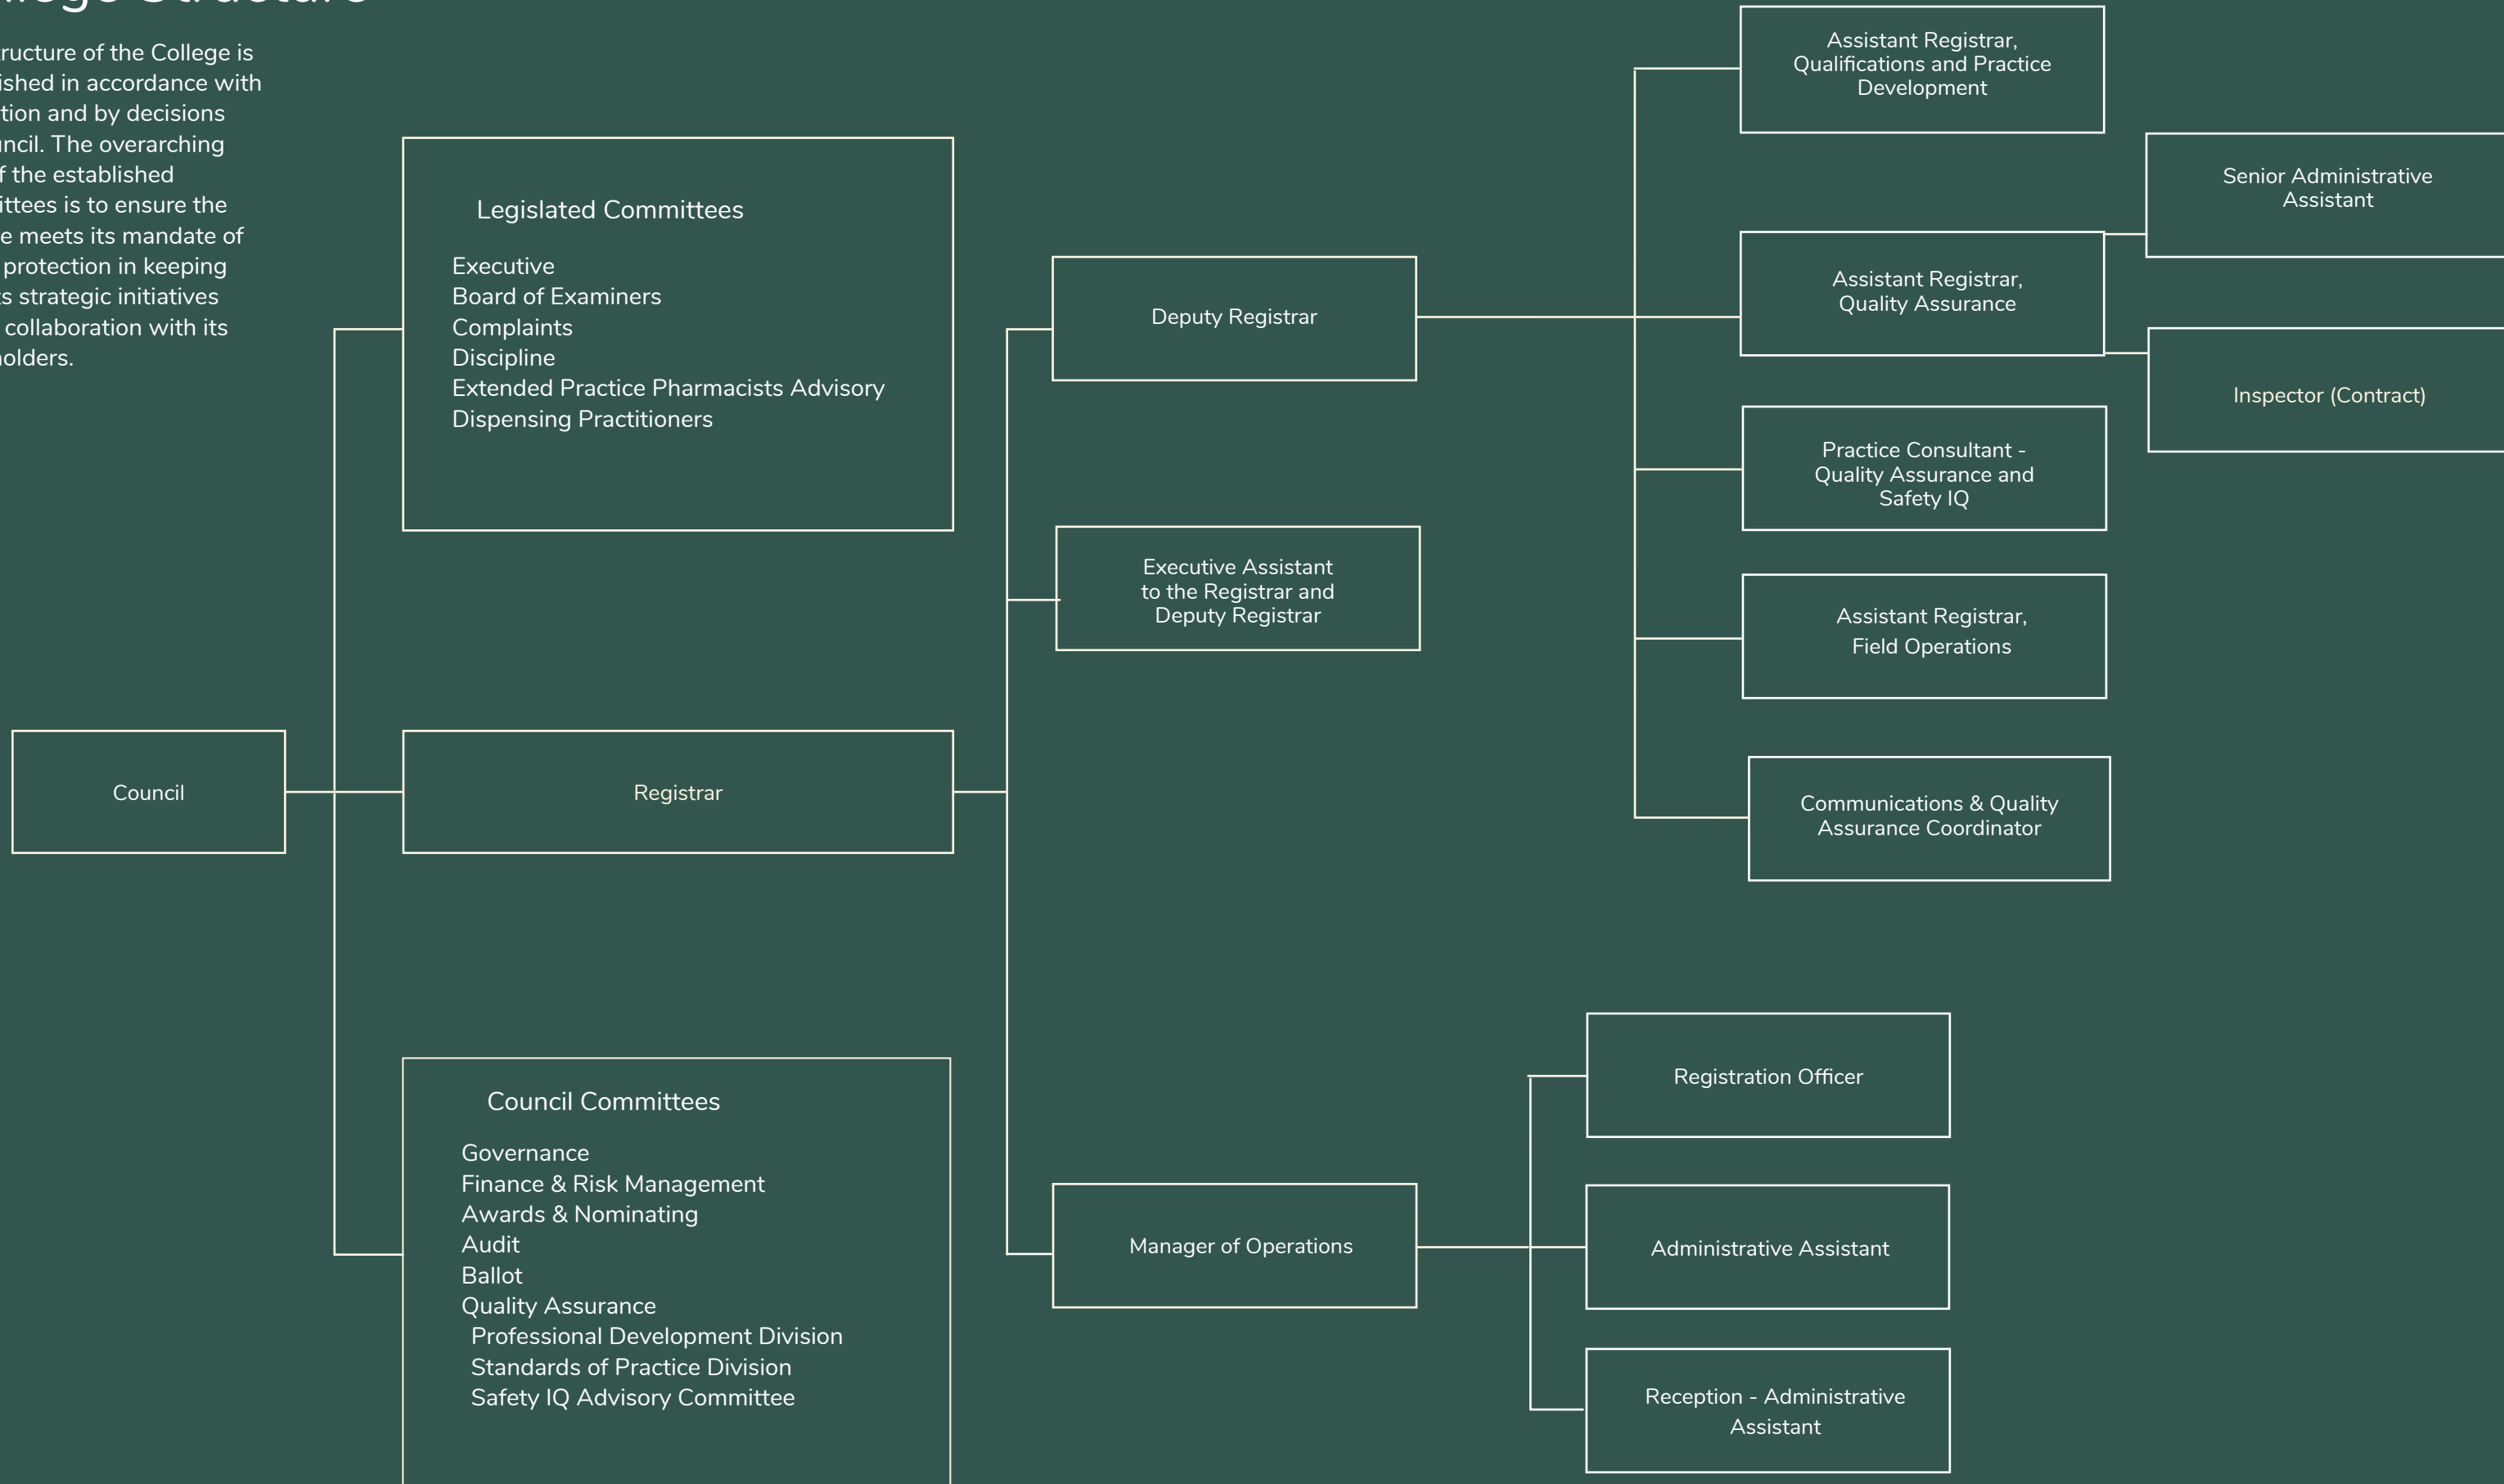 Structure
of the College is
in accordance with
and by decisions
The overarching
the established
is to ensure the
meets its mandate of
protection in keeping
strategic initiatives
collaboration with its
Legislated Committees
Executive
Board of Examiners
Complaints
Discipline
Extended Practice Pharmacists Advisory
Dispensing Practitioners
Council
Registrar
Council Committees
Governance
Finance & Risk Management
Awards & Nominating
Audit
Ballot
Quality Assurance
Professional Development Division
Standards of Practice Division
Safety IQ Advisory Committee
Deputy Registrar
Executive Assistant
to the Registrar and
Deputy Registrar
Manager of Operations
Assistant Registrar,
Qualifications and Practice
Development
Assistant Registrar,
Quality Assurance
Senior Administrative
Assistant
Inspector (Contract)
Practice Consultant -
Quality Assurance and
Safety IQ
Assistant Registrar,
Field Operations
Communications & Quality
Assurance Coordinator
Registration Officer
Administrative Assistant
Reception - Administrative
Assistant